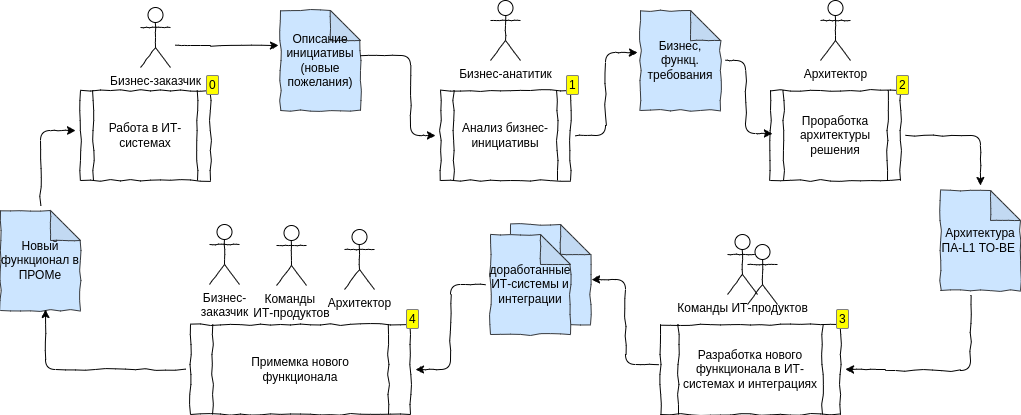 Бизнес-заказчик
0
Работа в ИТ-
системах
Описание
инициативы
(новые
пожелания)
Бизнес-анатитик
1
Анализ бизнес-
инициативы
Бизнес,
функц.
требования
Архитектор
2
Проработка
архитектуры
решения
Архитектура
ПА-L1 TO-BE
Команды ИТ-продуктов
3
Разработка нового
функционала в ИТ-
системах и интеграциях
доработанные
ИТ-системы и
интеграции
Бизнес-
заказчик
Команды
ИТ-продуктов
Архитектор
4
Примемка нового
функционала
Новый
функционал в
ПРОМе